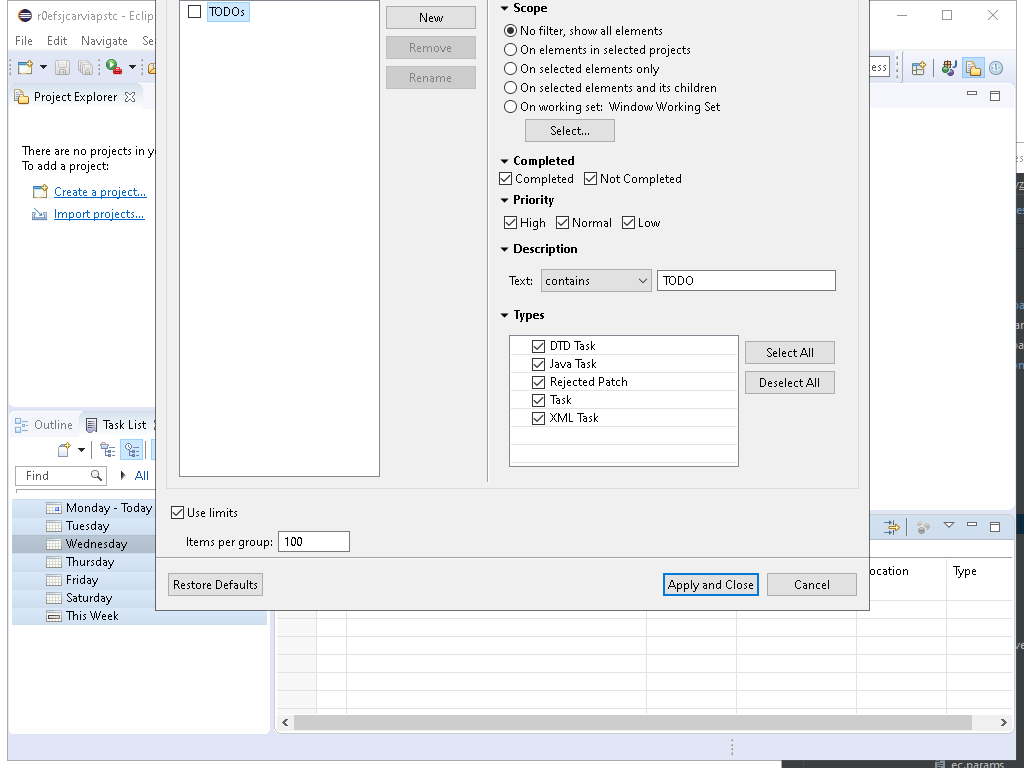 r0efsjcarviapstc - Eclips
File Edit Navigate Se
Project Explorer
There are no projects in y
To add a project:
Create a project...
Import projects...
Outline Task List
Find All
Monday - Today
Tuesday
Wednesday
Thursday
Friday
Saturday
This Week
TODOs
New
Remove
Rename
Scope
No filter, show all elements
On elements in selected projects
On selected elements only
On selected elements and its children
On working set: Window Working Set
Select...
Completed
Completed Not Completed
Priority
High Normal Low
Description
Text: contains TODO
Types
DTD Task
Java Task
Rejected Patch
Task
XML Task
Select All
Deselect All
Use limits
Items per group: 100
Restore Defaults Apply and Close Cancel
ess
ocation Type
ec.params